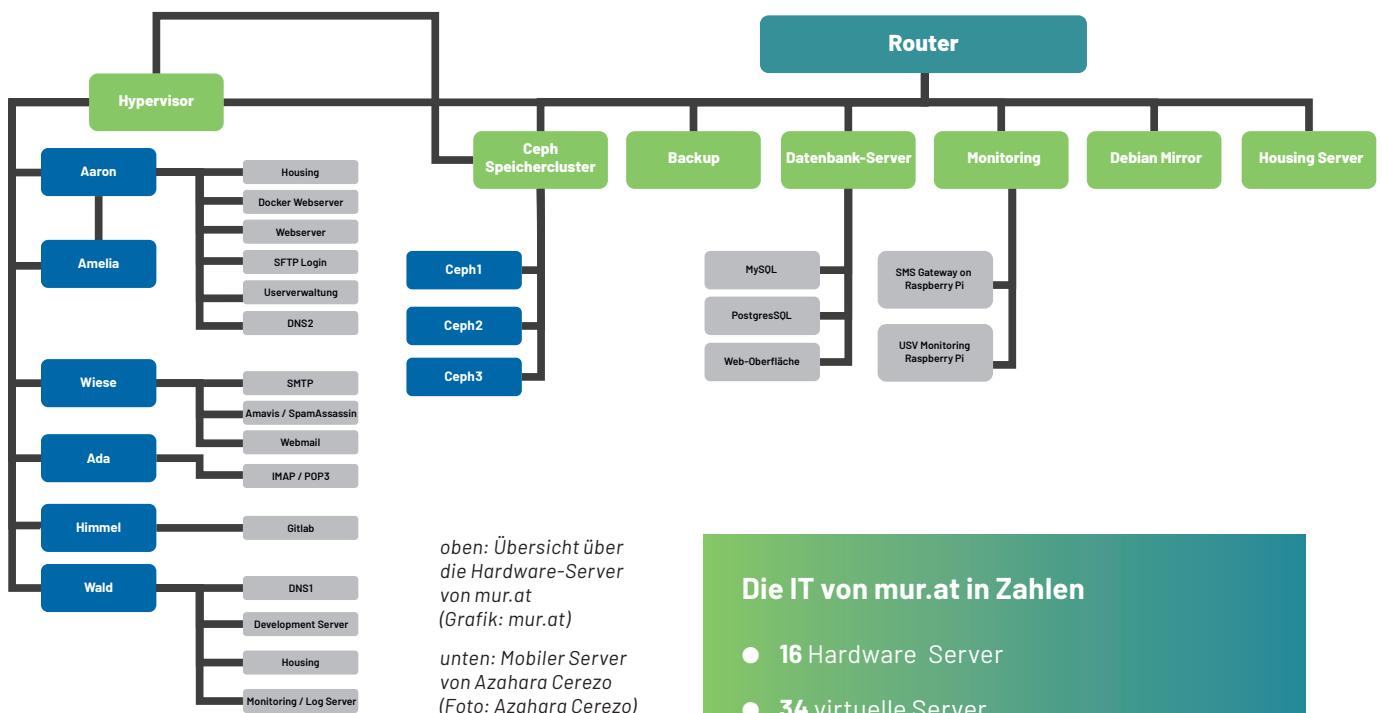 Router
Hypervisor
Ceph
Speichercluster
Backup
Datenbank-Server
Monitoring
Debian Mirror
Housing Server
Aaron
Housing
Docker Webserver
Webserver
SFTP Login
Userverwaltung
DNS2
Amelia
Ceph1
Ceph2
Ceph3
MySQL
PostgresSQL
Web-Oberfläche
SMS Gateway on
Raspberry Pi
USV Monitoring
Raspberry Pi
Wiese
SMTP
Amavis / SpamAssassin
Webmail
Ada
IMAP / POP3
Himmel
Gitlab
Wald
DNS1
Development Server
Housing
Monitoring / Log Server
oben: Übersicht über
die Hardware-Server
von mur.at
(Grafik: mur.at)
unten: Mobiler Server
von Azahara Cerezo
(Foto: Azahara Cerezo)
Die IT von mur.at in Zahlen
● 16 Hardware Server
● 34 virtuelle Server